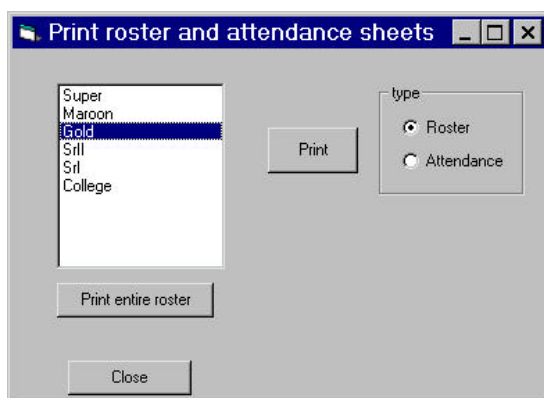 Print roster and attendance sheets
Super
Maroon
Gold
SrII
SrI
College
Print
type
Roster
Attendance
Print entire roster
Close